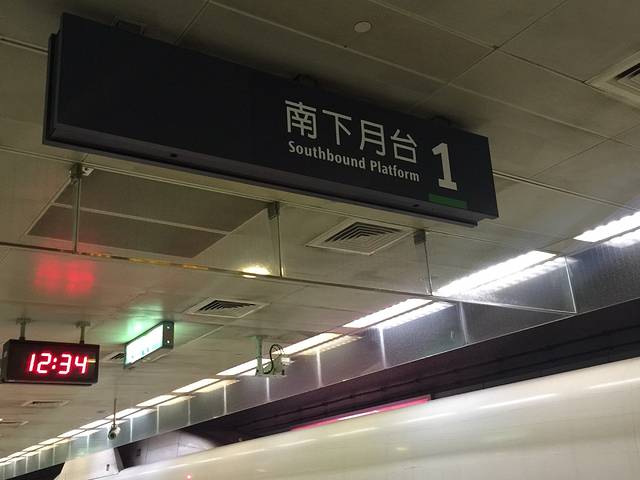 南下月台
Southbound Platform
1
12:34